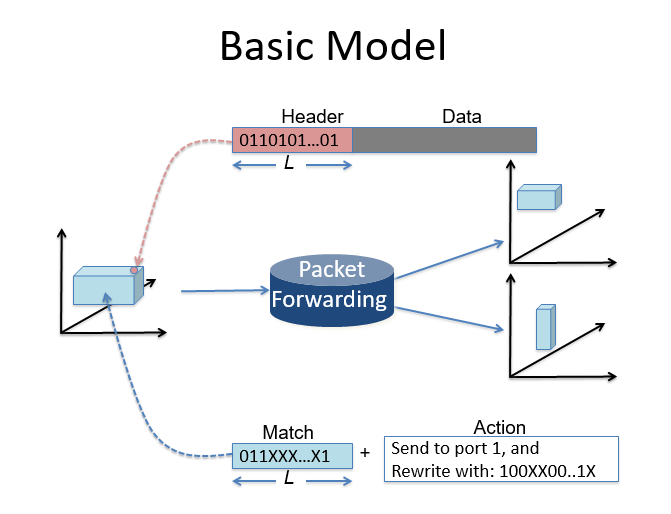 Basic Model
Header
Data
0110101...01
L
Packet
Forwarding
Match
Action
011XXX...X1
+
Send to port 1, and
Rewrite with: 100XX00..1X
L